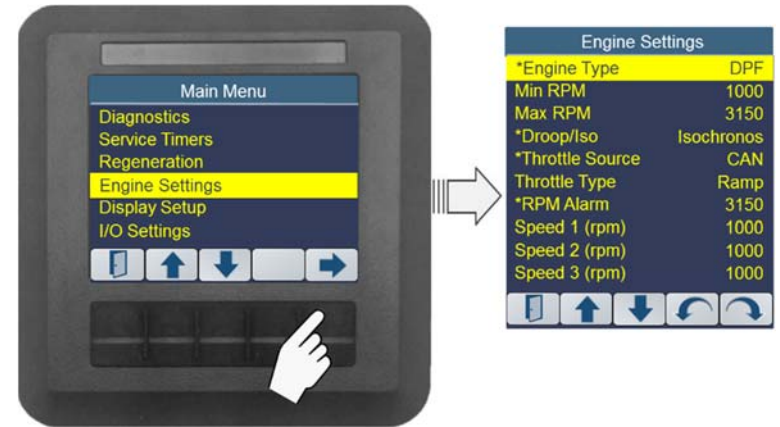 Main Menu
Diagnostics
Service Timers
Regeneration
Engine Settings
Display Setup
I/O Settings
Engine Settings
*Engine Type DPF
Min RPM 1000
Max RPM 3150
*Droop/Iso Isochronos
*Throttle Source CAN
Throttle Type Ramp
*RPM Alarm 3150
Speed 1 (rpm) 1000
Speed 2 (rpm) 1000
Speed 3 (rpm) 1000